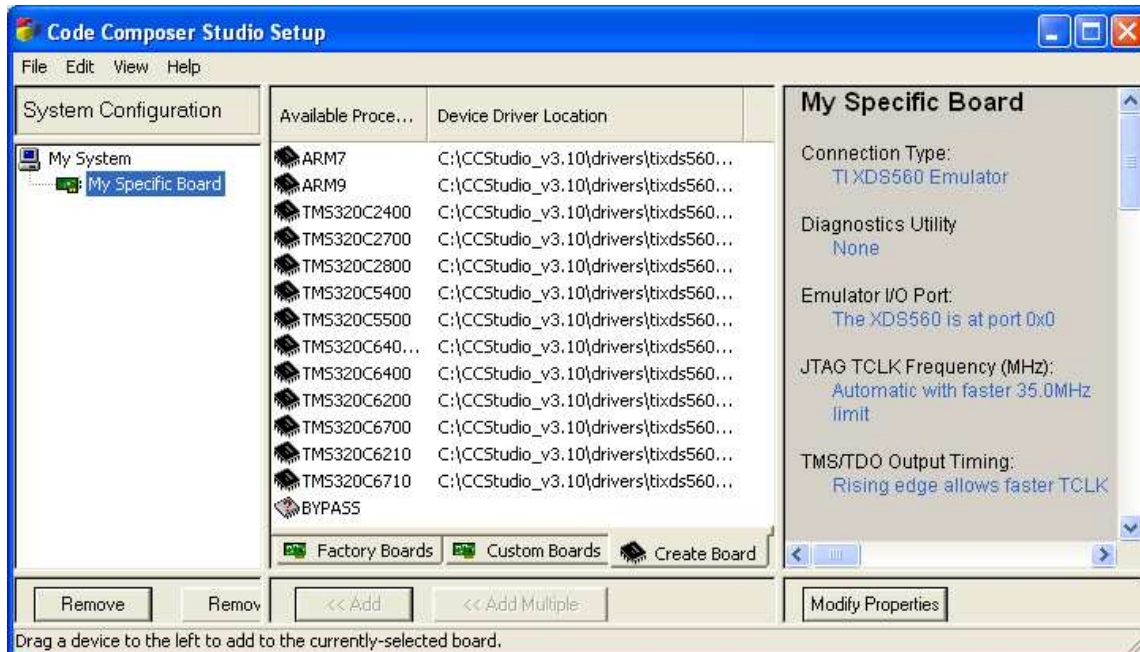 Code Composer Studio Setup
File Edit View Help
System Configuration
My System
My Specific Board
Available Proce... Device Driver Location
ARM7 C:\CCStudio_v3.10\drivers\tixds560...
ARM9 C:\CCStudio_v3.10\drivers\tixds560...
TMS320C2400 C:\CCStudio_v3.10\drivers\tixds560...
TMS320C2700 C:\CCStudio_v3.10\drivers\tixds560...
TMS320C2800 C:\CCStudio_v3.10\drivers\tixds560...
TMS320C5400 C:\CCStudio_v3.10\drivers\tixds560...
TMS320C5500 C:\CCStudio_v3.10\drivers\tixds560...
TMS320C640... C:\CCStudio_v3.10\drivers\tixds560...
TMS320C6400 C:\CCStudio_v3.10\drivers\tixds560...
TMS320C6200 C:\CCStudio_v3.10\drivers\tixds560...
TMS320C6700 C:\CCStudio_v3.10\drivers\tixds560...
TMS320C6210 C:\CCStudio_v3.10\drivers\tixds560...
TMS320C6710 C:\CCStudio_v3.10\drivers\tixds560...
BYPASS
Factory Boards Custom Boards Create Board
My Specific Board
Connection Type:
TI XDS560 Emulator
Diagnostics Utility
None
Emulator I/O Port:
The XDS560 is at port 0x0
JTAG TCLK Frequency (MHz):
Automatic with faster 35.0MHz
limit
TMS/TDO Output Timing:
Rising edge allows faster TCLK
Remove Remov << Add << Add Multiple Modify Properties
Drag a device to the left to add to the currently-selected board.